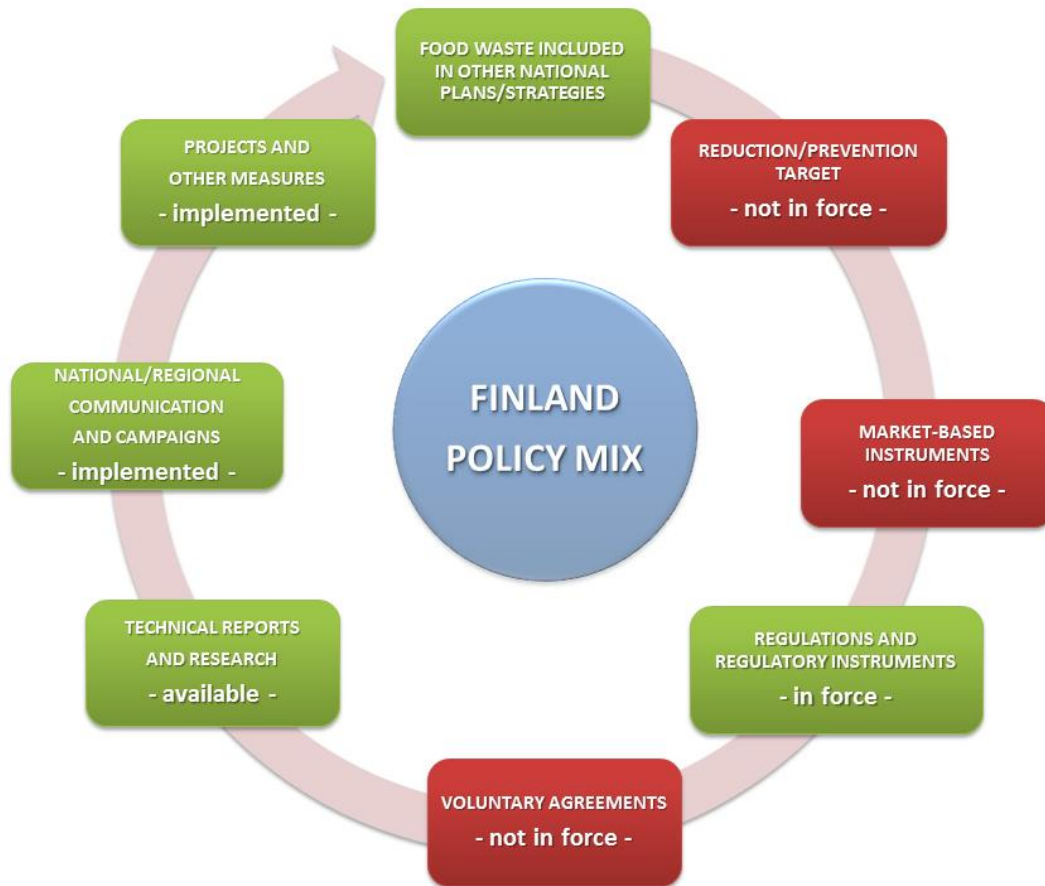 FOOD WASTE INCLUDED
IN OTHER NATIONAL
PLANS/STRATEGIES
REDUCTION/PREVENTION
TARGET
- not in force -
MARKET-BASED
INSTRUMENTS
- not in force -
REGULATIONS AND
REGULATORY INSTRUMENTS
- in force -
VOLUNTARY AGREEMENTS
- not in force -
TECHNICAL REPORTS
AND RESEARCH
- available -
NATIONAL/REGIONAL
COMMUNICATION
AND CAMPAIGNS
- implemented -
PROJECTS AND
OTHER MEASURES
- implemented -
FINLAND
POLICY MIX